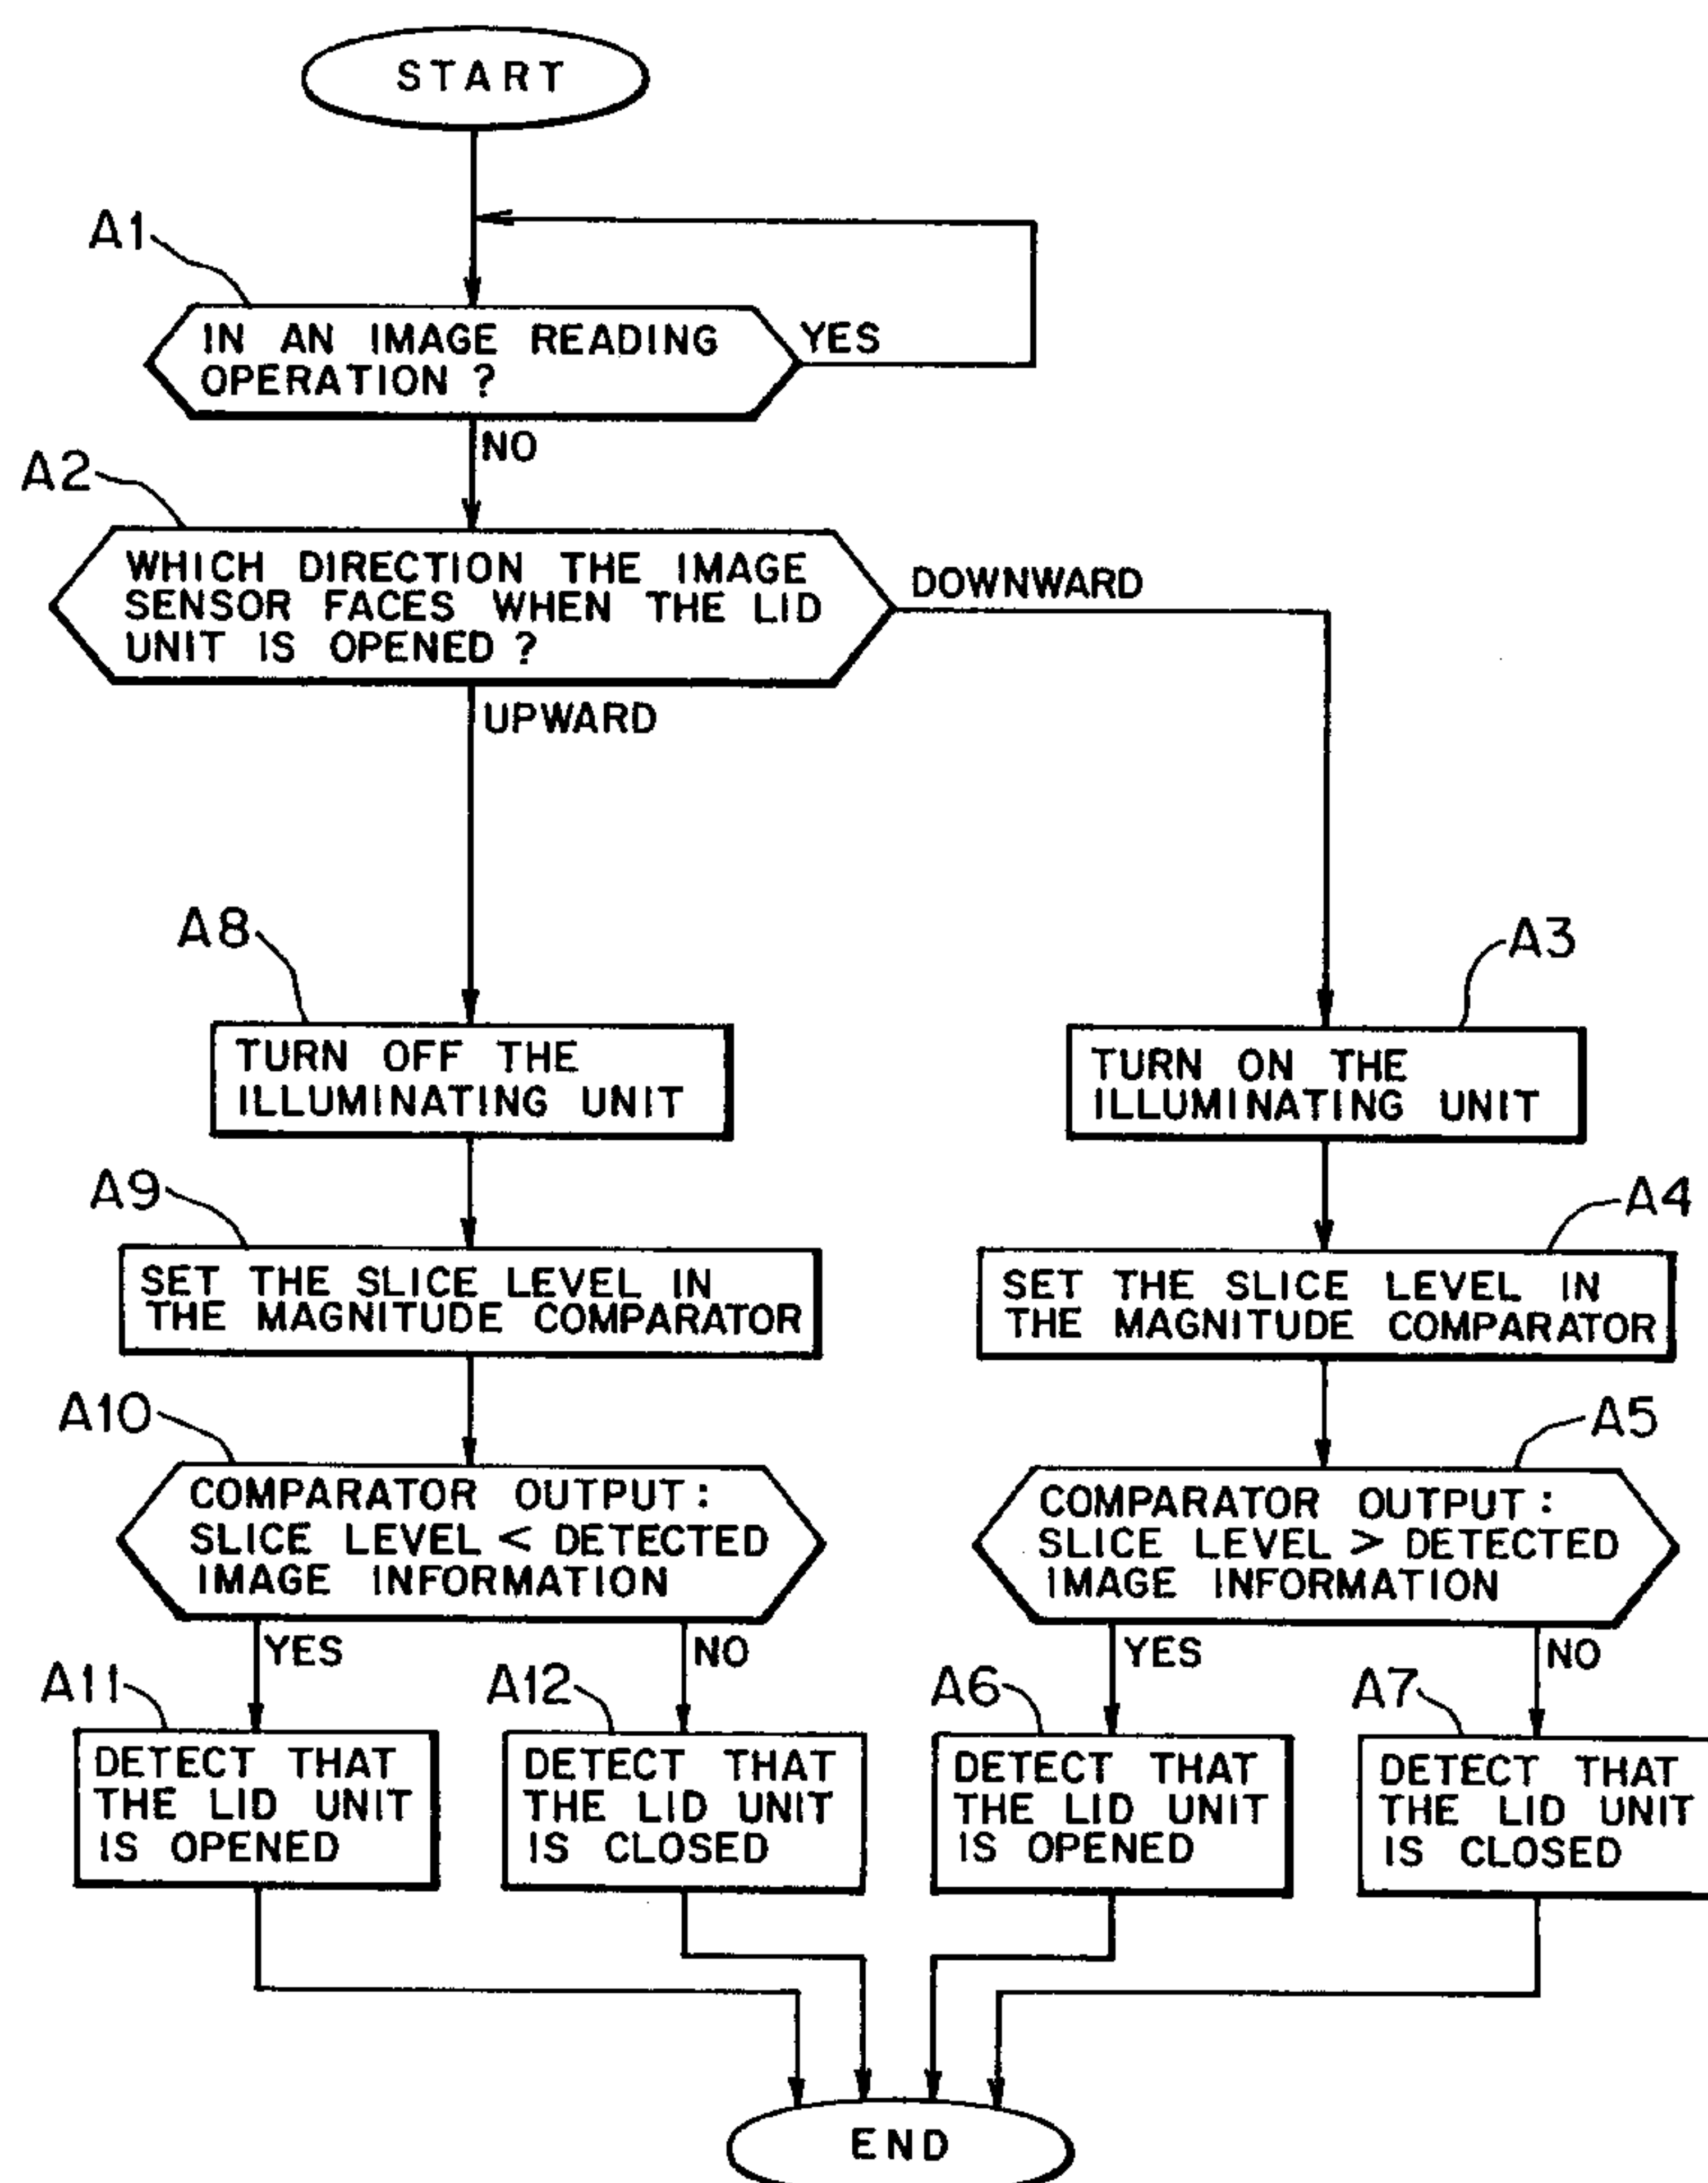 START
A1
IN AN IMAGE READING
OPERATION ?
YES
NO
A2
WHICH DIRECTION THE IMAGE
SENSOR FACES WHEN THE LID
UNIT IS OPENED ?
DOWNWARD
UPWARD
A8
TURN OFF THE
ILLUMINATING UNIT
A3
TURN ON THE
ILLUMINATING UNIT
A9
SET THE SLICE LEVEL IN
THE MAGNITUDE COMPARATOR
A4
SET THE SLICE LEVEL IN
THE MAGNITUDE COMPARATOR
A10
COMPARATOR OUTPUT :
SLICE LEVEL < DETECTED
IMAGE INFORMATION
A5
COMPARATOR OUTPUT :
SLICE LEVEL > DETECTED
IMAGE INFORMATION
YES
NO
YES
NO
A11
DETECT THAT
THE LID UNIT
IS OPENED
A12
DETECT THAT
THE LID UNIT
IS CLOSED
A6
DETECT THAT
THE LID UNIT
IS OPENED
A7
DETECT THAT
THE LID UNIT
IS CLOSED
END